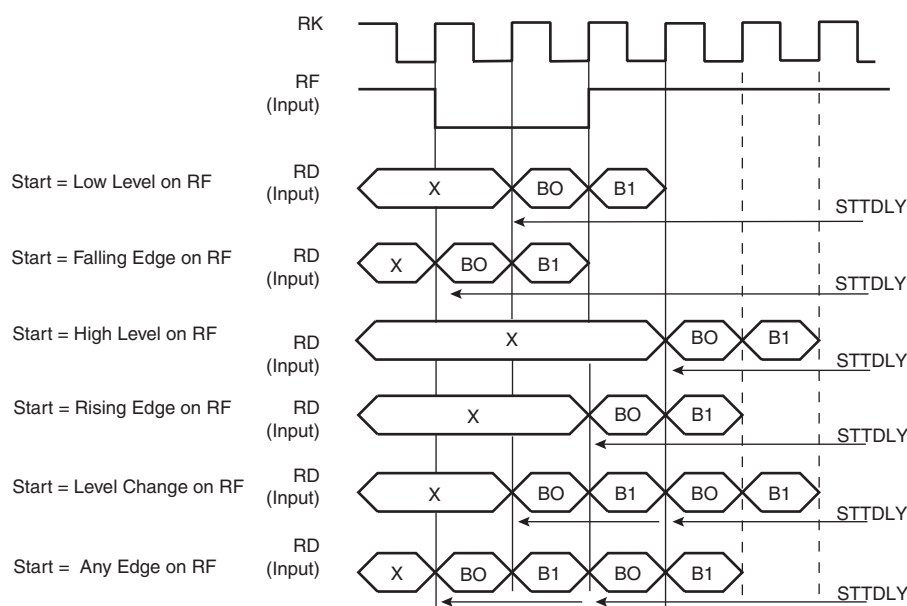 RK
RF
(Input)
Start = Low Level on RF
RD
(Input)
X
BO
B1
STTDLY
Start = Falling Edge on RF
RD
(Input)
X
BO
B1
STTDLY
Start = High Level on RF
RD
(Input)
X
BO
B1
STTDLY
Start = Rising Edge on RF
RD
(Input)
X
BO
B1
STTDLY
Start = Level Change on RF
RD
(Input)
X
BO
B1
BO
B1
STTDLY
Start = Any Edge on RF
RD
(Input)
X
BO
B1
BO
B1
STTDLY